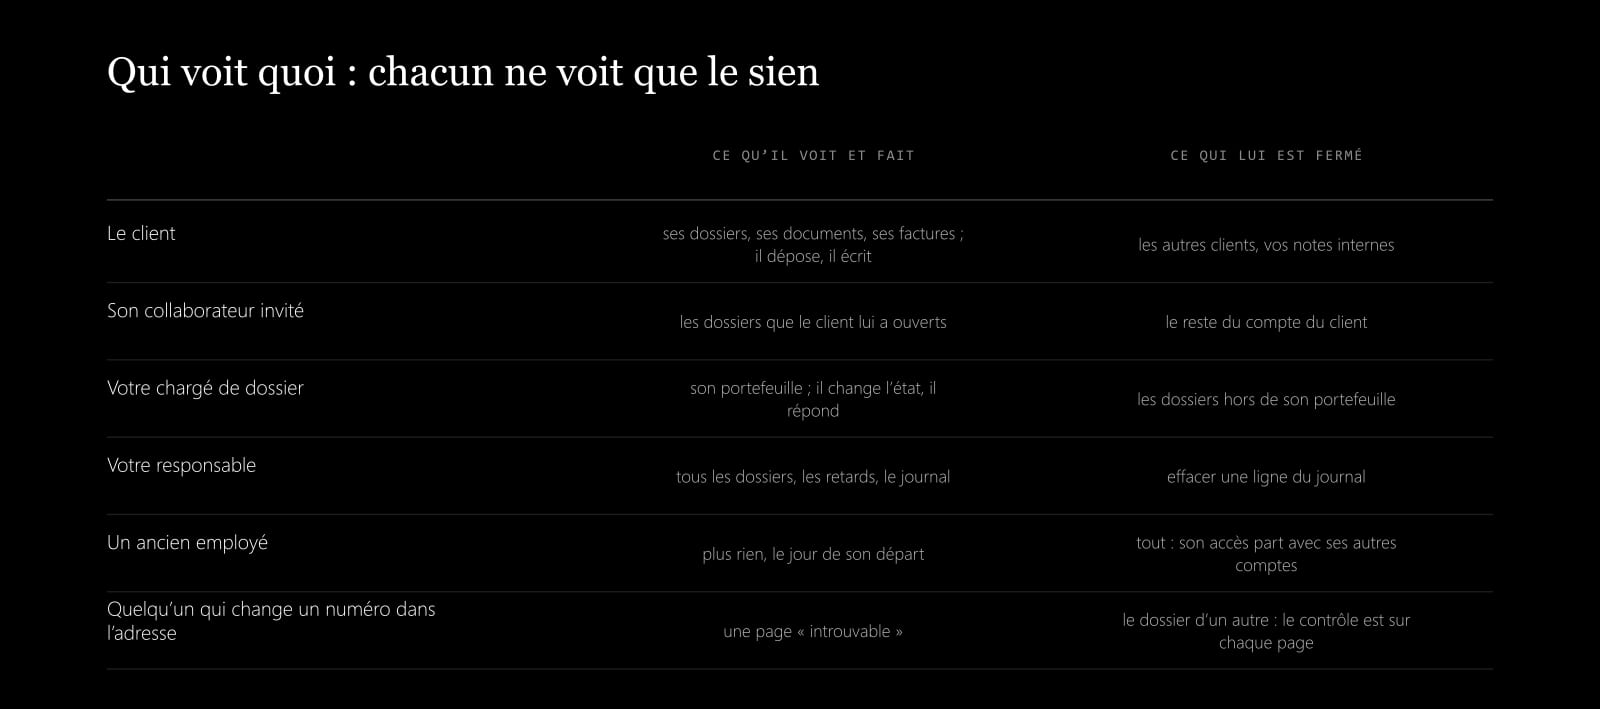 Qui voit quoi : chacun ne voit que le sien
CE QU’IL VOIT ET FAIT
CE QUI LUI EST FERMÉ
Le client
ses dossiers, ses documents, ses factures ;
il dépose, il écrit
les autres clients, vos notes internes
Son collaborateur invité
les dossiers que le client lui a ouverts
le reste du compte du client
Votre chargé de dossier
son portefeuille ; il change l’état, il
répond
les dossiers hors de son portefeuille
Votre responsable
tous les dossiers, les retards, le journal
effacer une ligne du journal
Un ancien employé
plus rien, le jour de son départ
tout : son accès part avec ses autres
comptes
Quelqu’un qui change un numéro dans
l’adresse
une page « introuvable »
le dossier d’un autre : le contrôle est sur
chaque page